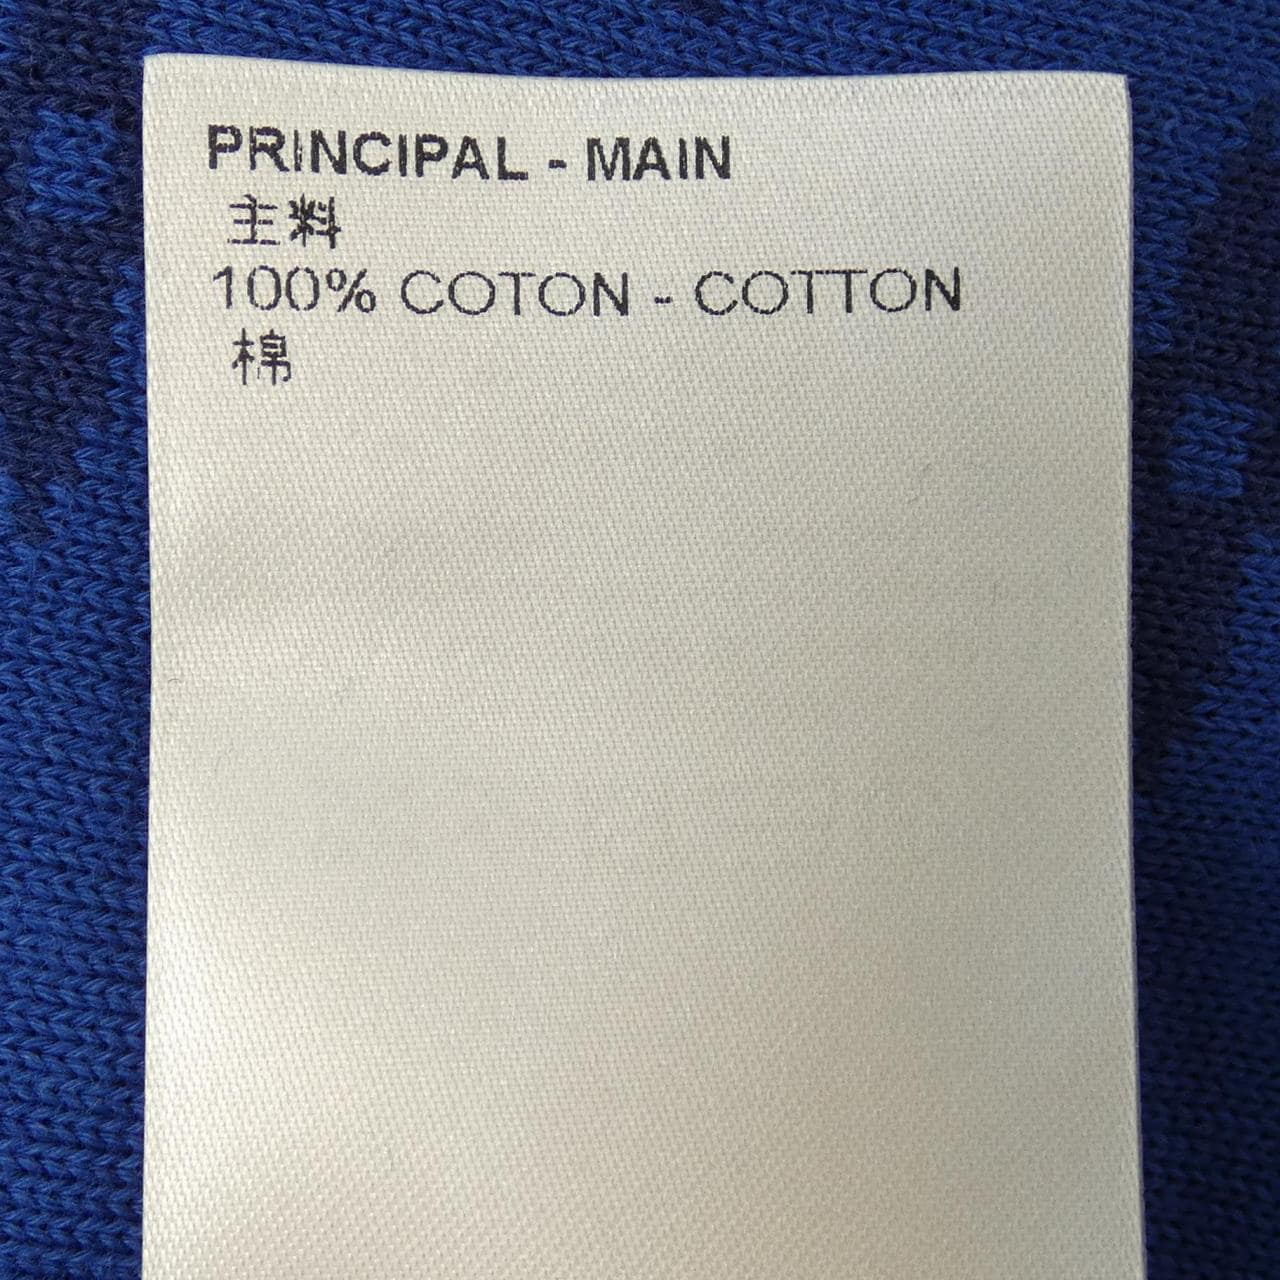 PRINCIPAL - MAIN
主料
100% COTON - COTTON
棉